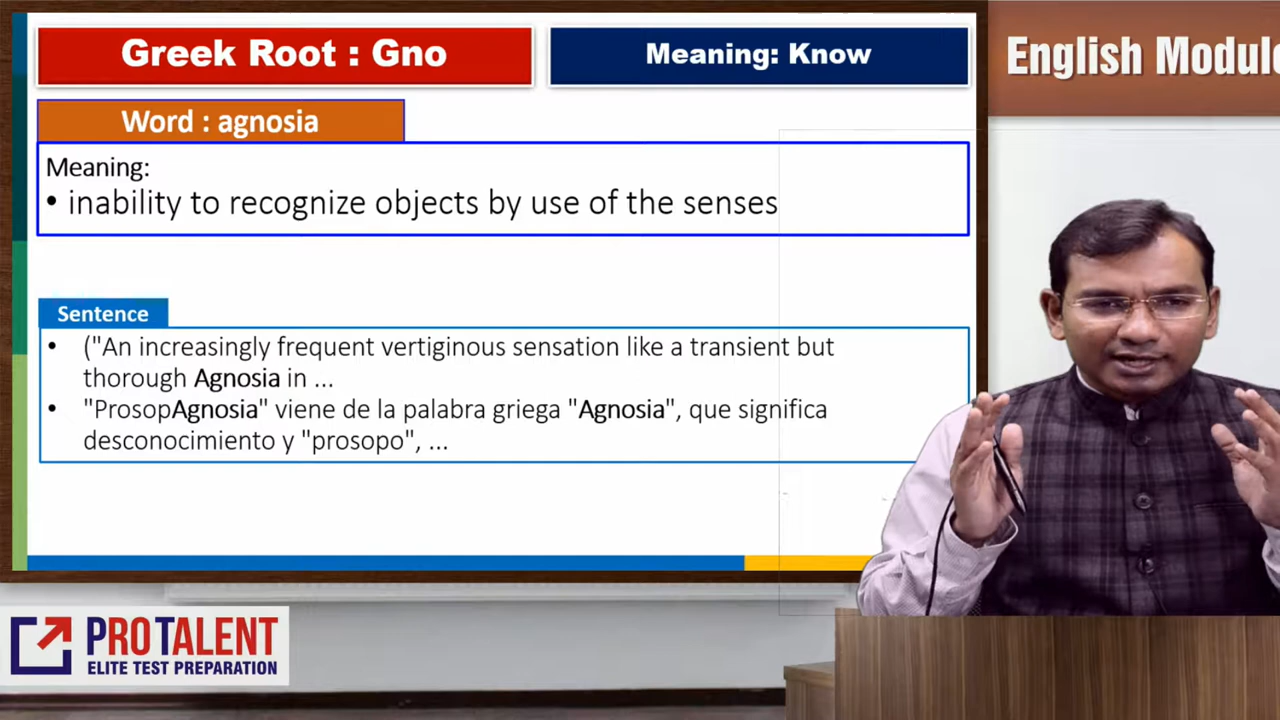 Greek Root : Gno
Meaning: Know
English Module
Word : agnosia
Meaning:
• inability to recognize objects by use of the senses
Sentence
• ("An increasingly frequent vertiginous sensation like a transient but
thorough Agnosia in ...
• "ProsopAgnosia" viene de la palabra griega "Agnosia", que significa
desconocimiento y "prosopo", ...
PROTALENT
ELITE TEST PREPARATION